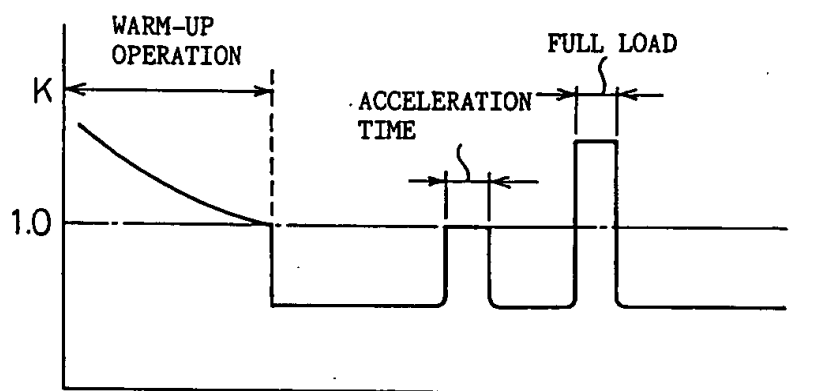 WARM-UP
OPERATION
FULL LOAD
K
ACCELERATION
TIME
1.0